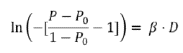 ln(−[P − P₀ / 1 − P₀ − 1]) = β · D